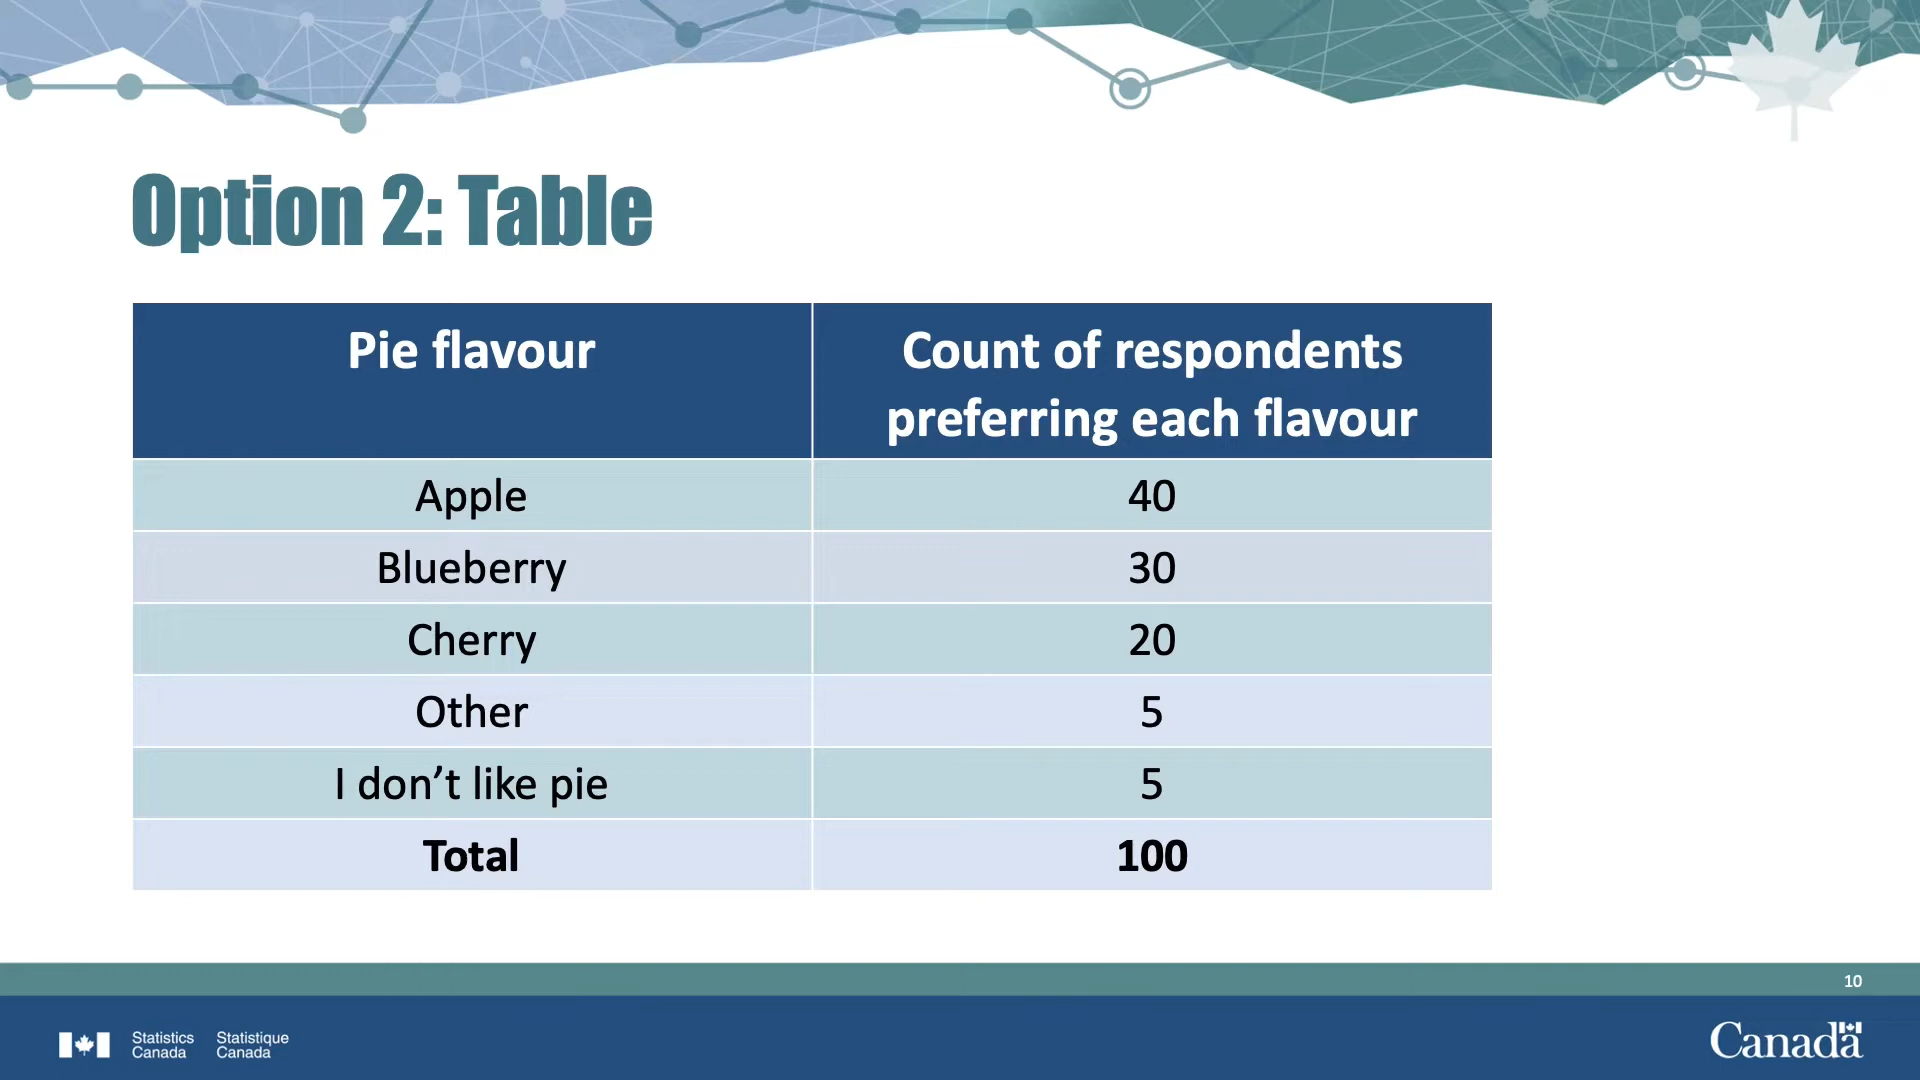 Option 2: Table
Pie flavour
Count of respondents
preferring each flavour
Apple 40
Blueberry 30
Cherry 20
Other 5
I don’t like pie 5
Total 100
10
Statistics Statistique
Canada Canada
Canada